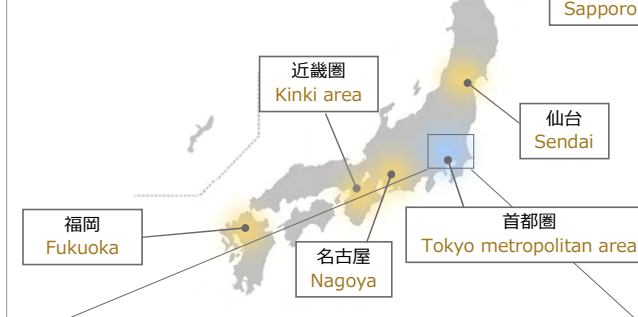 Sapporo
近畿圏
Kinki area
仙台
Sendai
福岡
Fukuoka
首都圏
Tokyo metropolitan area
名古屋
Nagoya